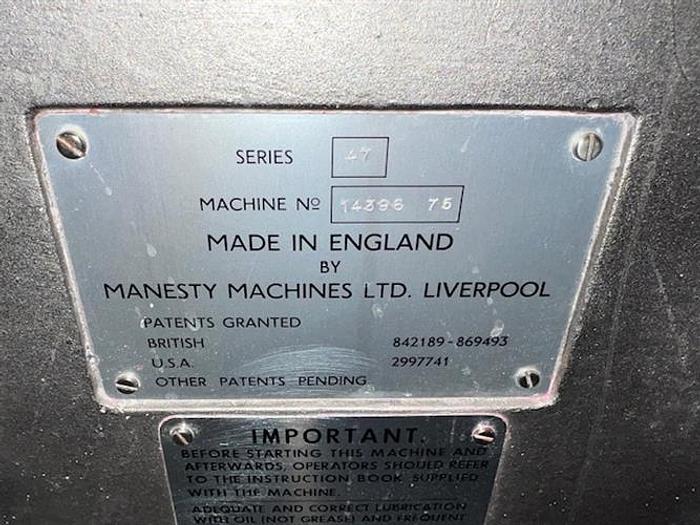 SERIES 47
MACHINE Nº 14396 75
MADE IN ENGLAND
BY
MANESTY MACHINES LTD. LIVERPOOL
PATENTS GRANTED
BRITISH 842189-869493
U.S.A. 2997741
OTHER PATENTS PENDING
IMPORTANT.
BEFORE STARTING THIS MACHINE AND
AFTERWARDS, OPERATORS SHOULD REFER
TO THE INSTRUCTION BOOK SUPPLIED
WITH THE MACHINE.
ADEQUATE AND CORRECT LUBRICATION
WITH OIL (NOT GREASE) AND FREQUENT